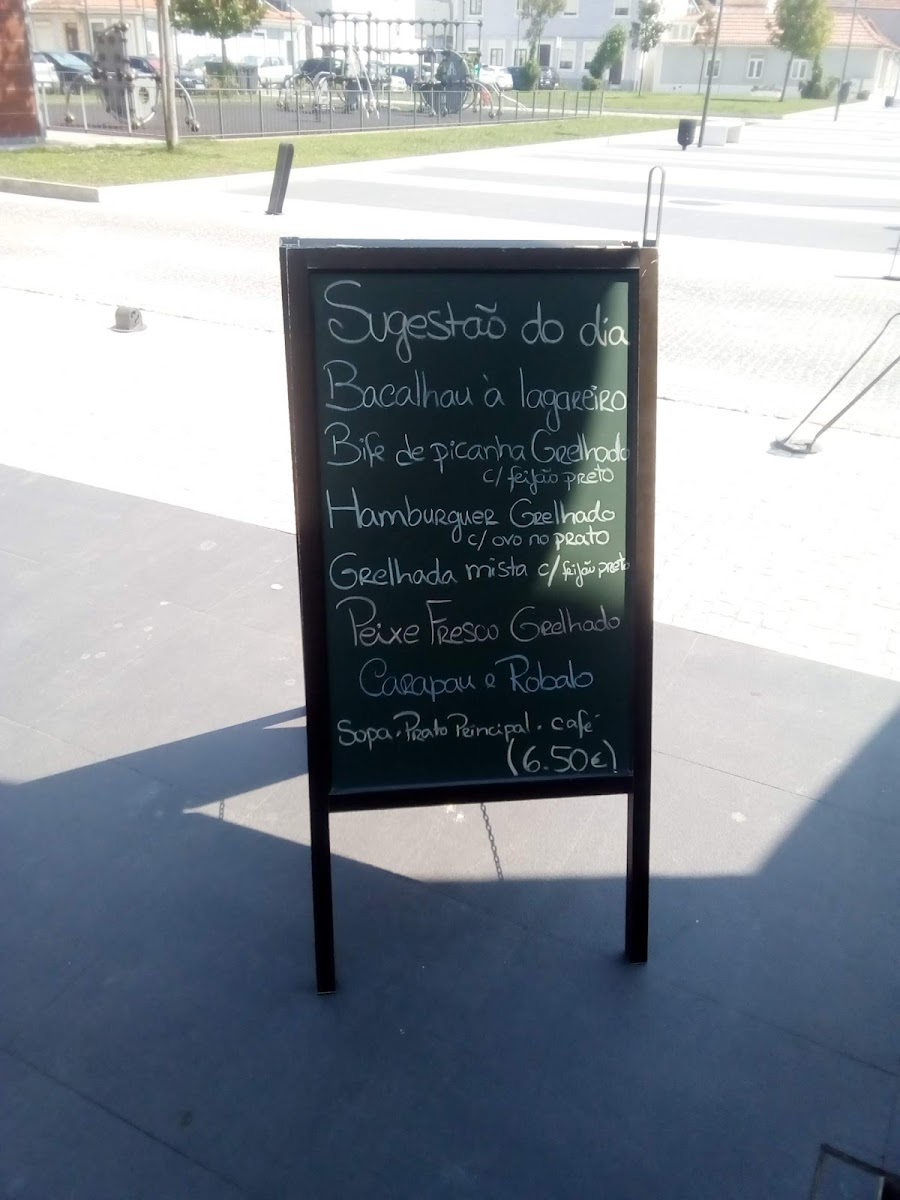 Sugestão do dia
Bacalhau à lagareiro
Bife de picanha Grelhado
c/ feijão preto
Hamburguer Grelhado
c/ ovo no prato
Grelhada mista c/ feijão preto
Peixe Fresco Grelhado
Carapau e Robalo
Sopa. Prato Principal. Café
(6.50€)